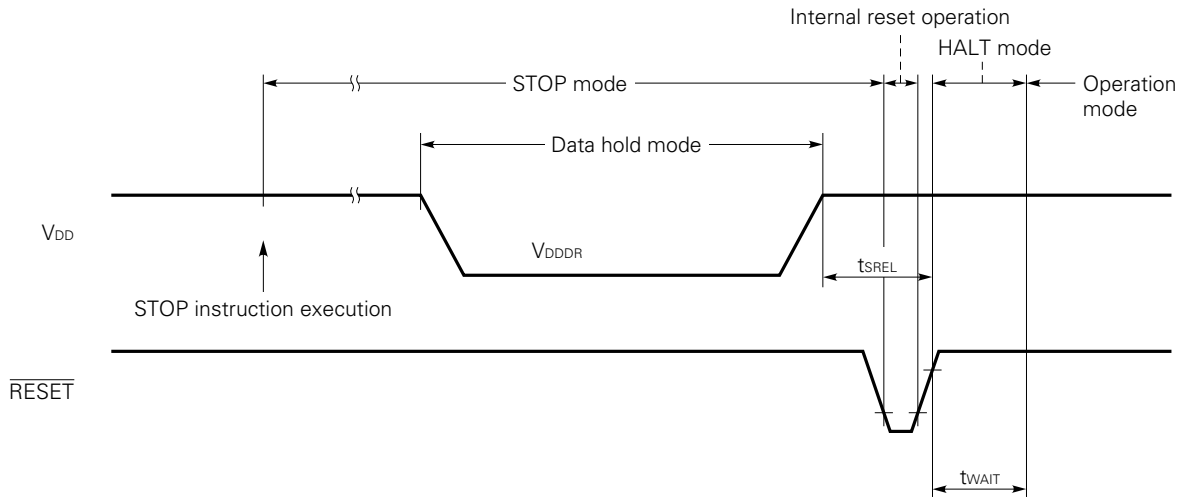 Internal reset operation
HALT mode
STOP mode
Operation
mode
Data hold mode
VDD
VDDDR
tSREL
STOP instruction execution
RESET
tWAIT